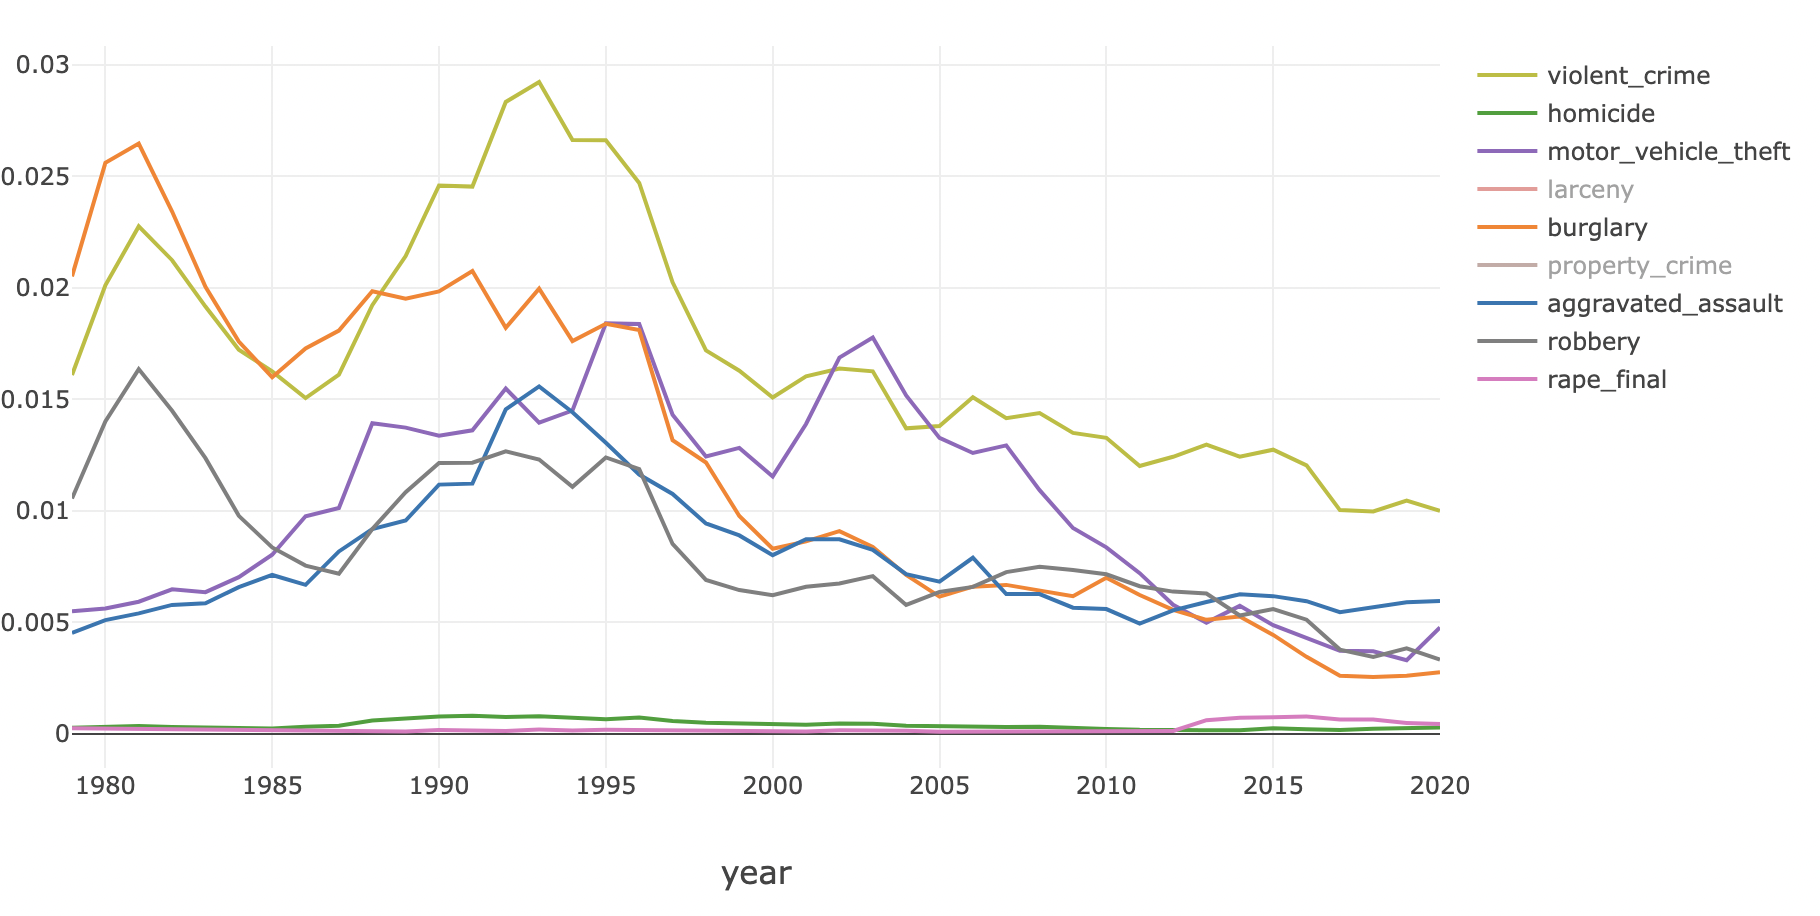 0.03
0.025
0.02
0.015
0.01
0.005
0
1980
1985
1990
1995
2000
2005
2010
2015
2020
year
violent_crime
homicide
motor_vehicle_theft
larceny
burglary
property_crime
aggravated_assault
robbery
rape_final